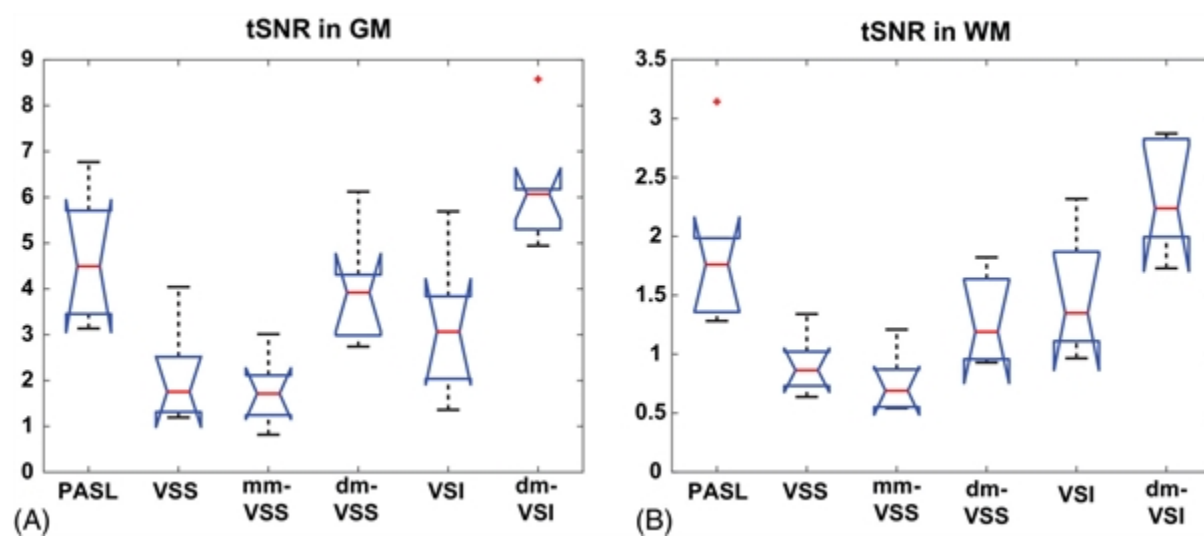 tSNR in GM
9
8
7
6
5
4
3
2
1
0
PASL
VSS
mm-
VSS
dm-
VSS
VSI
dm-
VSI
(A)
tSNR in WM
3.5
3
2.5
2
1.5
1
0.5
0
PASL
VSS
mm-
VSS
dm-
VSS
VSI
dm-
VSI
(B)